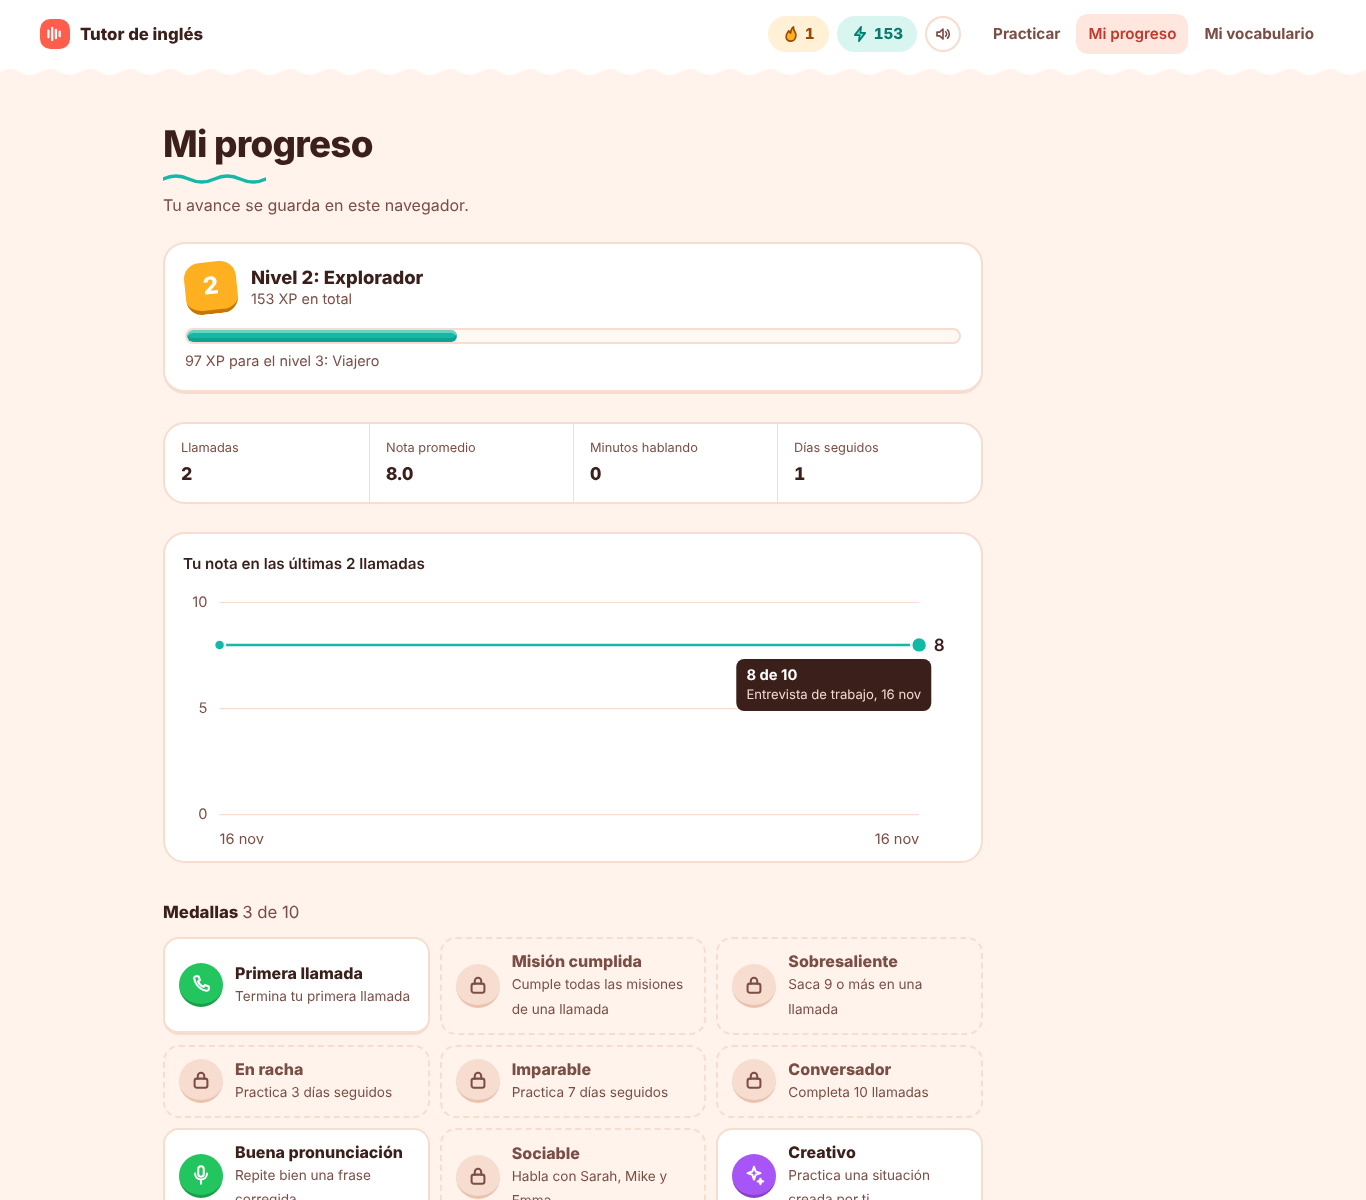 Tutor de inglés
1
153
Practicar
Mi progreso
Mi vocabulario
Mi progreso
Tu avance se guarda en este navegador.
2
Nivel 2: Explorador
153 XP en total
97 XP para el nivel 3: Viajero
Llamadas
2
Nota promedio
8.0
Minutos hablando
0
Días seguidos
1
Tu nota en las últimas 2 llamadas
10
8
8 de 10
Entrevista de trabajo, 16 nov
5
0
16 nov
16 nov
Medallas 3 de 10
Primera llamada
Termina tu primera llamada
Misión cumplida
Cumple todas las misiones
de una llamada
Sobresaliente
Saca 9 o más en una
llamada
En racha
Practica 3 días seguidos
Imparable
Practica 7 días seguidos
Conversador
Completa 10 llamadas
Buena pronunciación
Repite bien una frase
corregida
Sociable
Habla con Sarah, Mike y
Emma
Creativo
Practica una situación
creada por ti